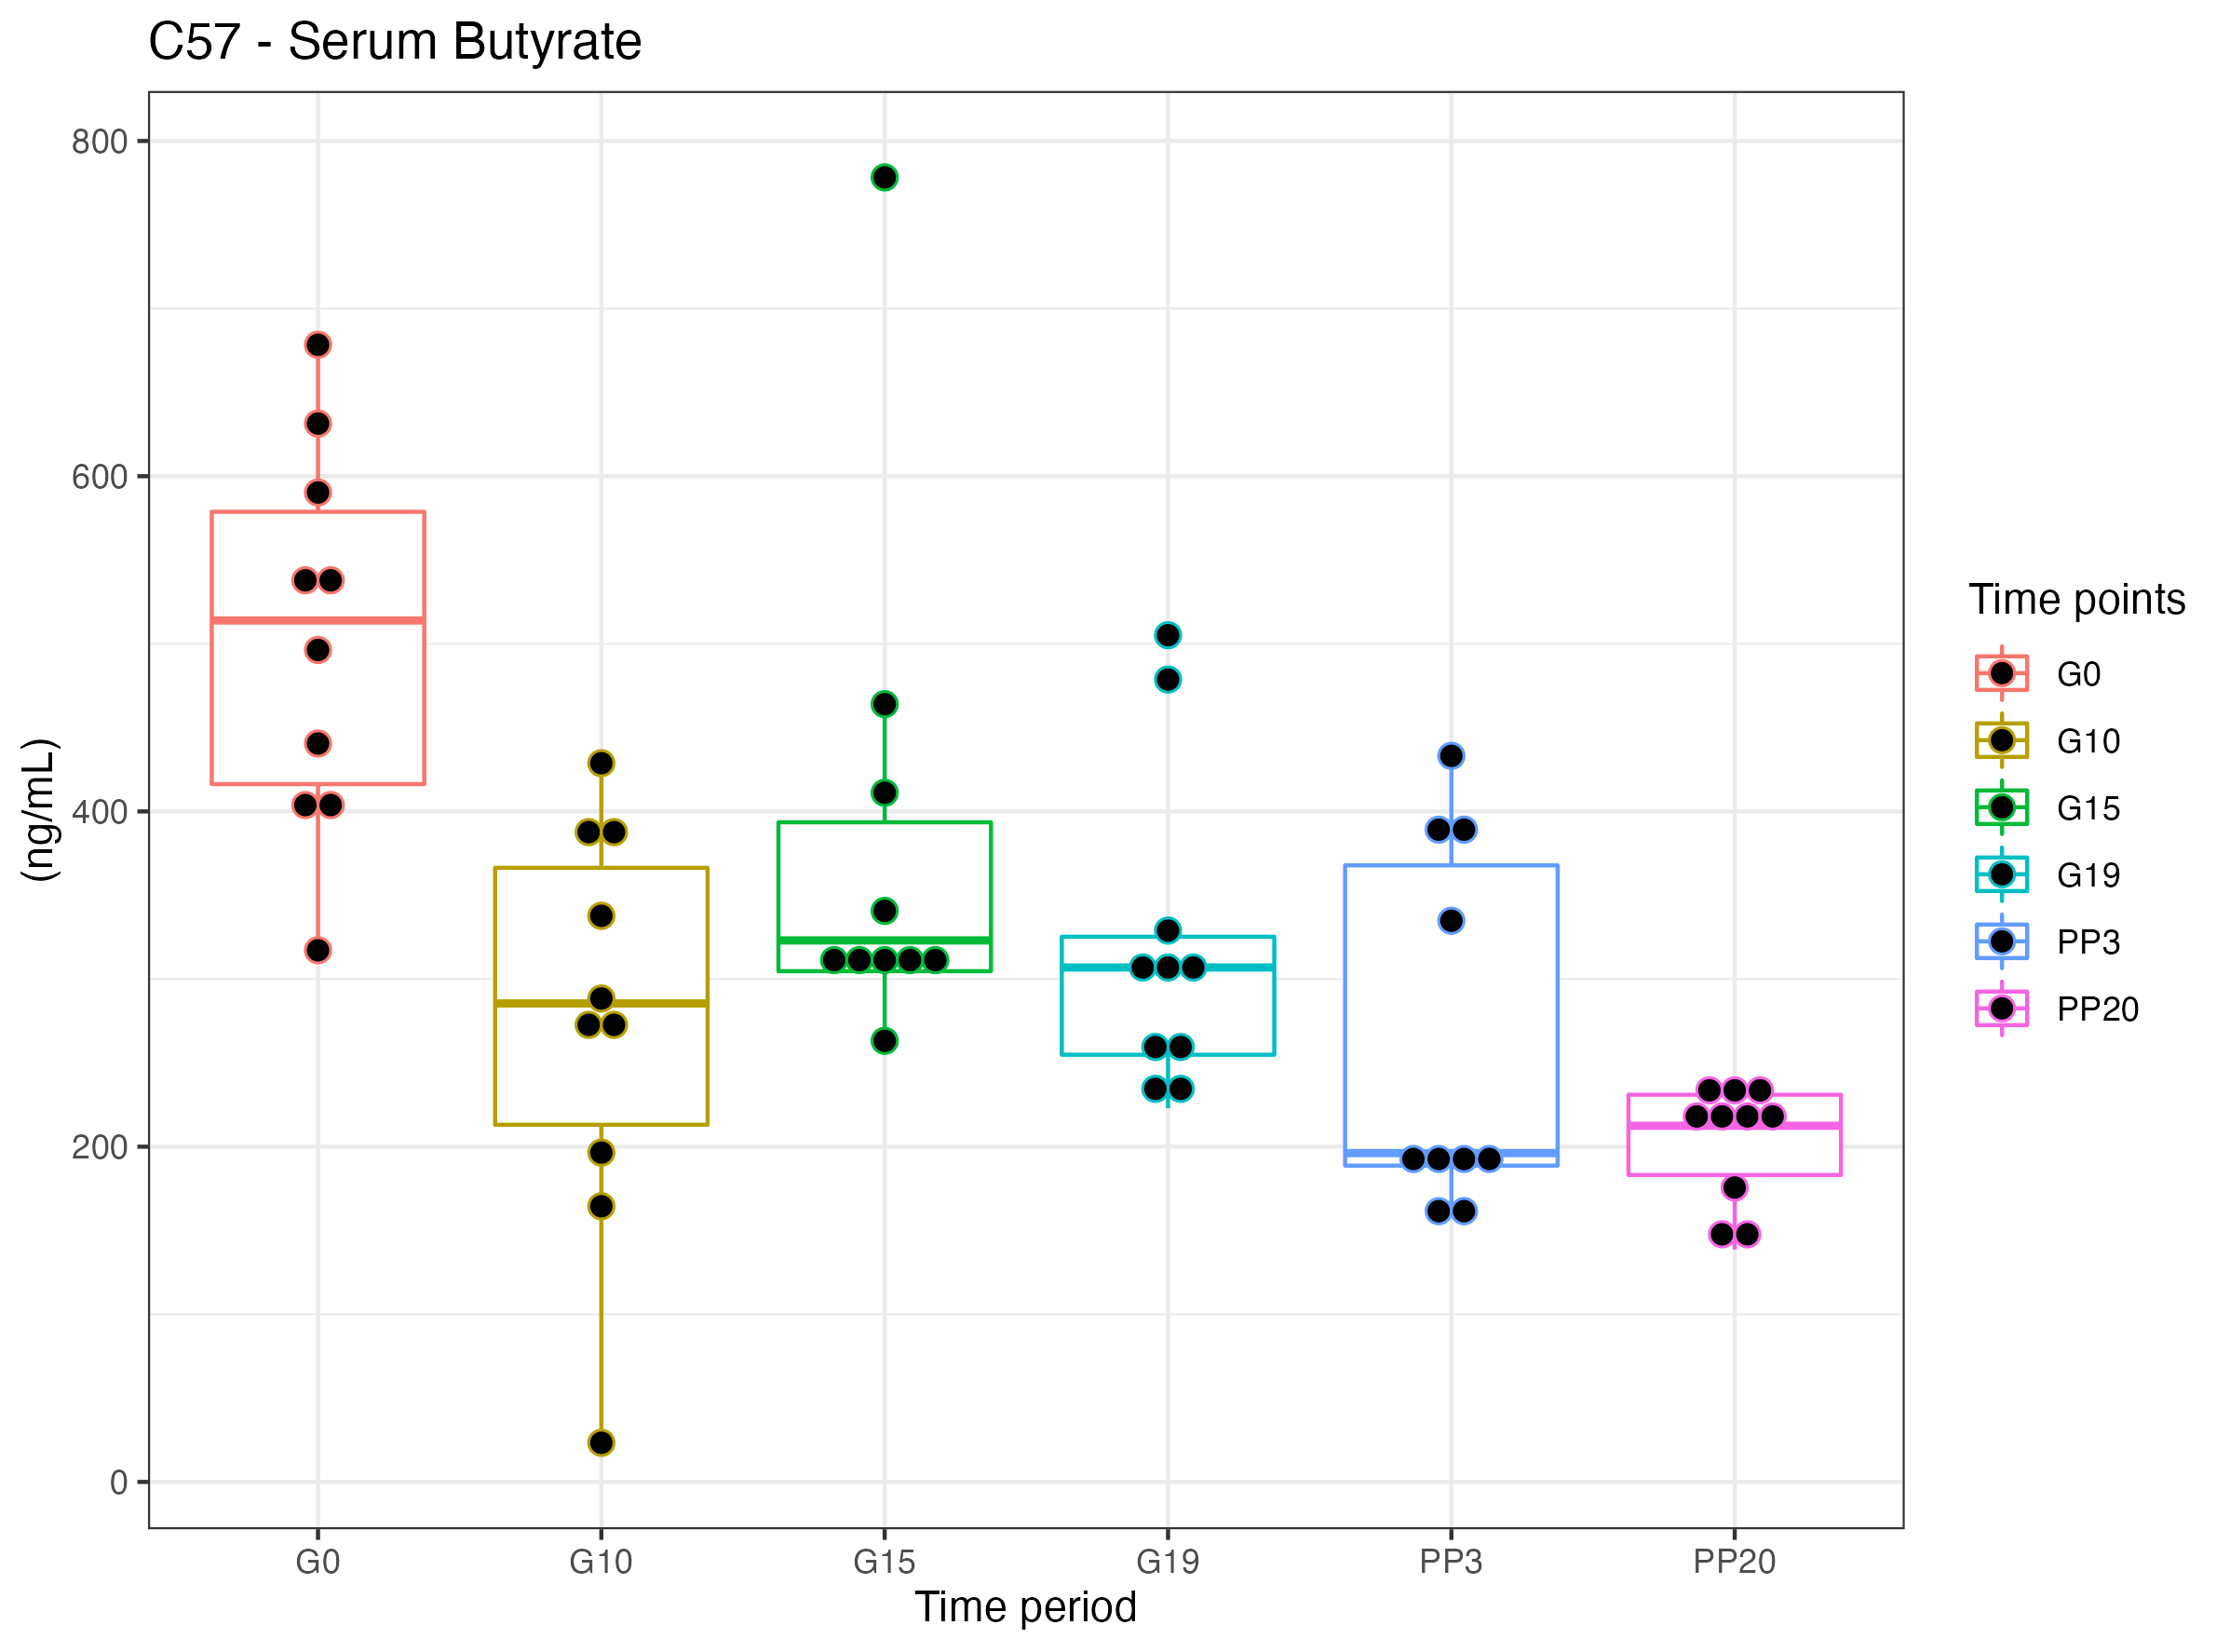 C57 - Serum Butyrate
800
600
400
200
0
(ng/mL)
G0 G10 G15 G19 PP3 PP20
Time period
Time points
G0
G10
G15
G19
PP3
PP20